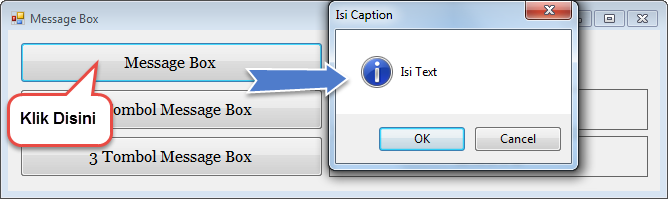 Message Box
Isi Caption
Message Box
Isi Text
Klik Disini
Tombol Message Box
OK
Cancel
3 Tombol Message Box